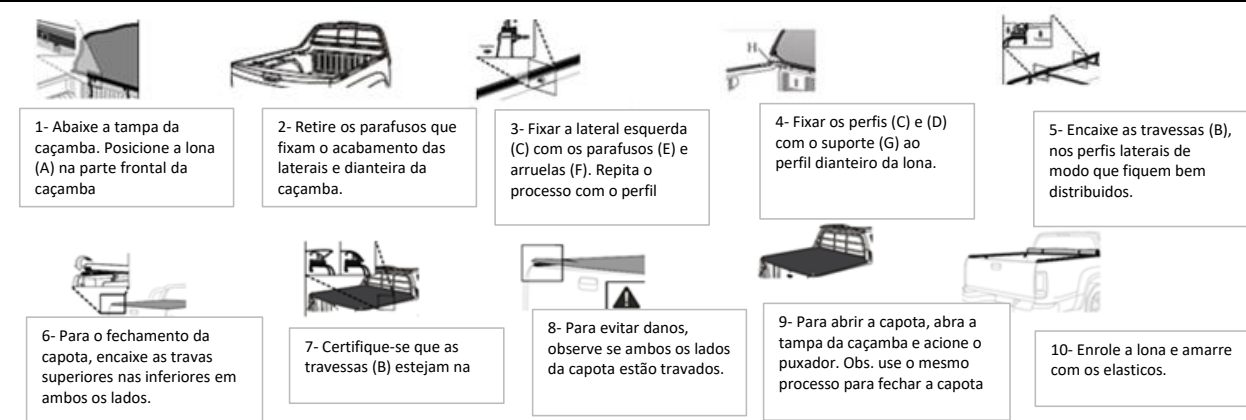 H
1- Abaixe a tampa da
caçamba. Posicione a lona
(A) na parte frontal da
caçamba
2- Retire os parafusos que
fixam o acabamento das
laterais e dianteira da
caçamba.
3- Fixar a lateral esquerda
(C) com os parafusos (E) e
arruelas (F). Repita o
processo com o perfil
4- Fixar os perfis (C) e (D)
com o suporte (G) ao
perfil dianteiro da lona.
5- Encaixe as travessas (B),
nos perfis laterais de
modo que fiquem bem
distribuidos.
6- Para o fechamento da
capota, encaixe as travas
superiores nas inferiores em
ambos os lados.
7- Certifique-se que as
travessas (B) estejam na
8- Para evitar danos,
observe se ambos os lados
da capota estão travados.
9- Para abrir a capota, abra a
tampa da caçamba e acione o
puxador. Obs. use o mesmo
processo para fechar a capota
10- Enrole a lona e amarre
com os elasticos.